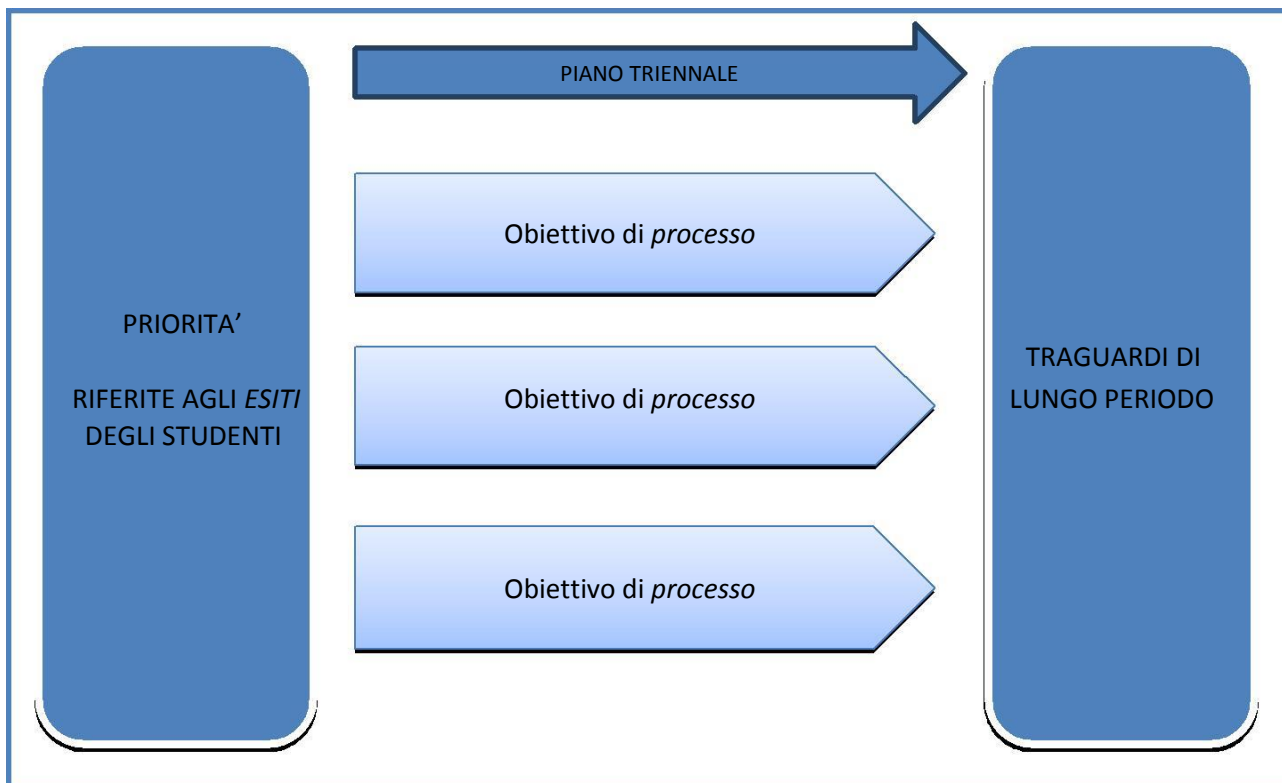 PIANO TRIENNALE
PRIORITA’
RIFERITE AGLI ESITI
DEGLI STUDENTI
Obiettivo di processo
Obiettivo di processo
Obiettivo di processo
TRAGUARDI DI
LUNGO PERIODO